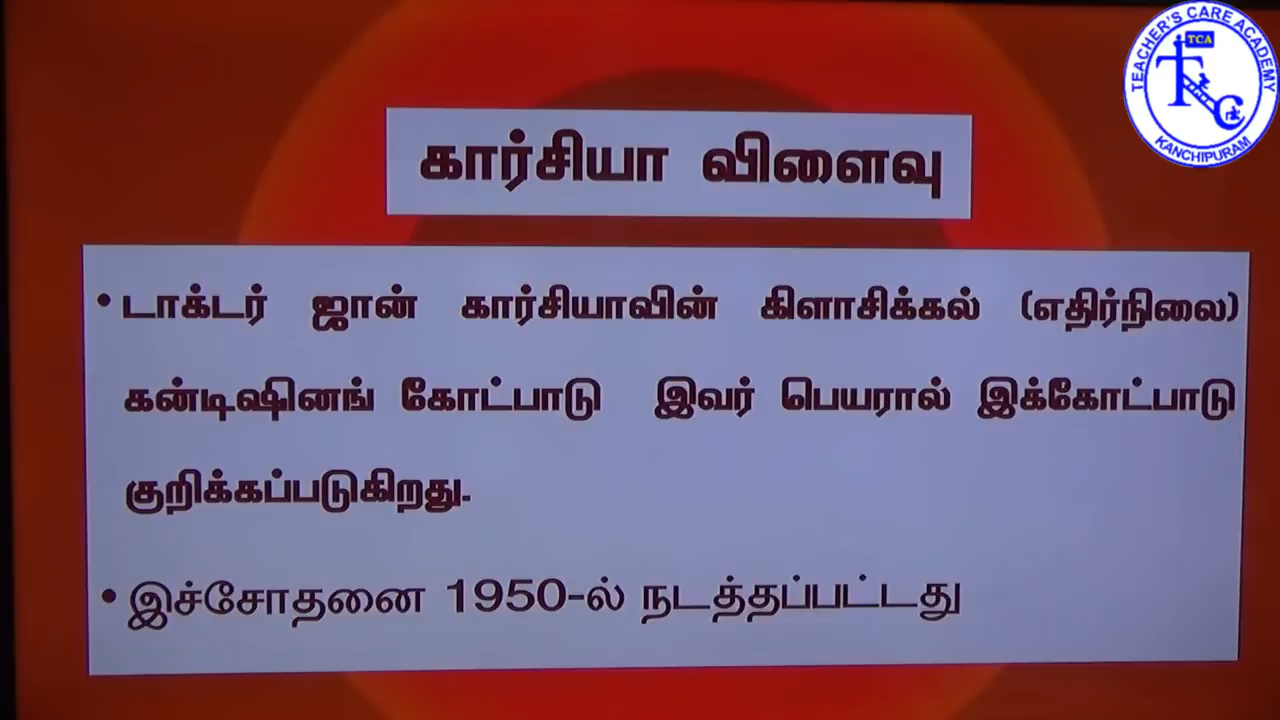 TEACHER'S CARE ACADEMY
TCA
KANCHIPURAM
கார்சியா விளைவு
• டாக்டர் ஜான் கார்சியாவின் கிளாசிக்கல் (எதிர்நிலை)
கன்டிஷினங் கோட்பாடு இவர் பெயரால் இக்கோட்பாடு
குறிக்கப்படுகிறது.
• இச்சோதனை 1950-ல் நடத்தப்பட்டது